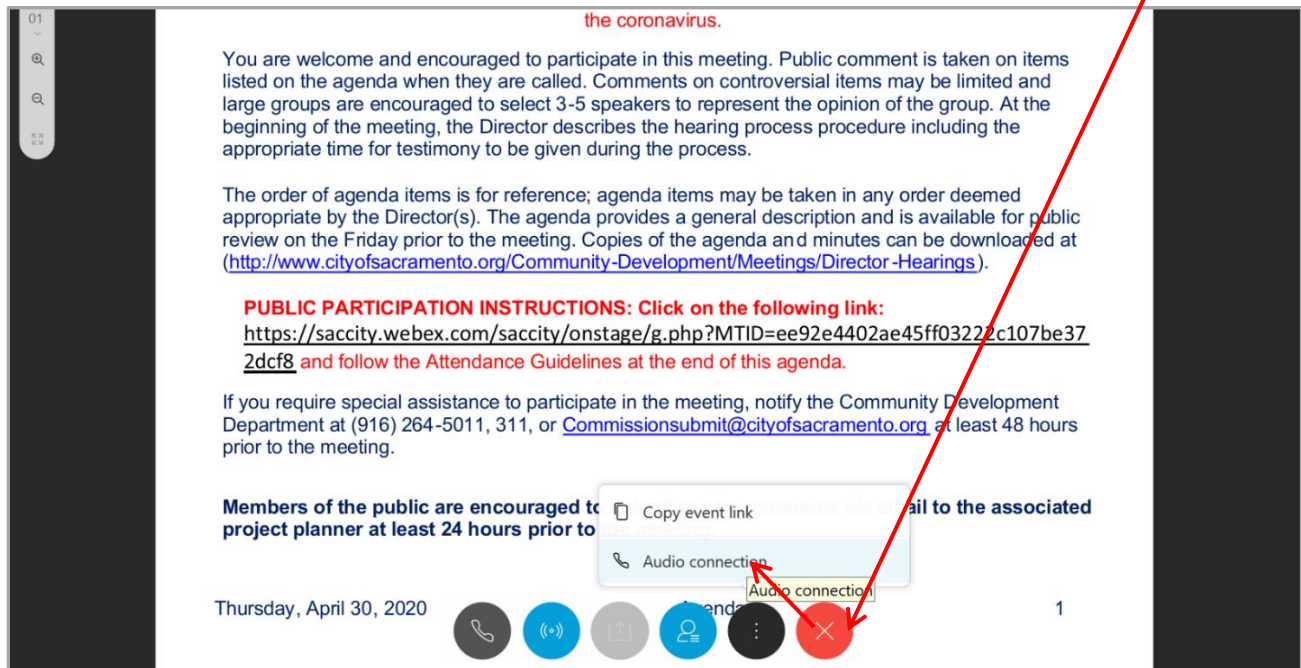 01
the coronavirus.
You are welcome and encouraged to participate in this meeting. Public comment is taken on items
listed on the agenda when they are called. Comments on controversial items may be limited and
large groups are encouraged to select 3-5 speakers to represent the opinion of the group. At the
beginning of the meeting, the Director describes the hearing process procedure including the
appropriate time for testimony to be given during the process.
The order of agenda items is for reference; agenda items may be taken in any order deemed
appropriate by the Director(s). The agenda provides a general description and is available for public
review on the Friday prior to the meeting. Copies of the agenda and minutes can be downloaded at
(http://www.cityofsacramento.org/Community-Development/Meetings/Director-Hearings).
PUBLIC PARTICIPATION INSTRUCTIONS: Click on the following link:
https://saccity.webex.com/saccity/onstage/g.php?MTID=ee92e4402ae45ff03222c107be37
2dcf8 and follow the Attendance Guidelines at the end of this agenda.
If you require special assistance to participate in the meeting, notify the Community Development
Department at (916) 264-5011, 311, or Commissionsubmit@cityofsacramento.org at least 48 hours
prior to the meeting.
Members of the public are encouraged to ail to the associated
project planner at least 24 hours prior to
Copy event link
Audio connection
Audio connection
Thursday, April 30, 2020 1